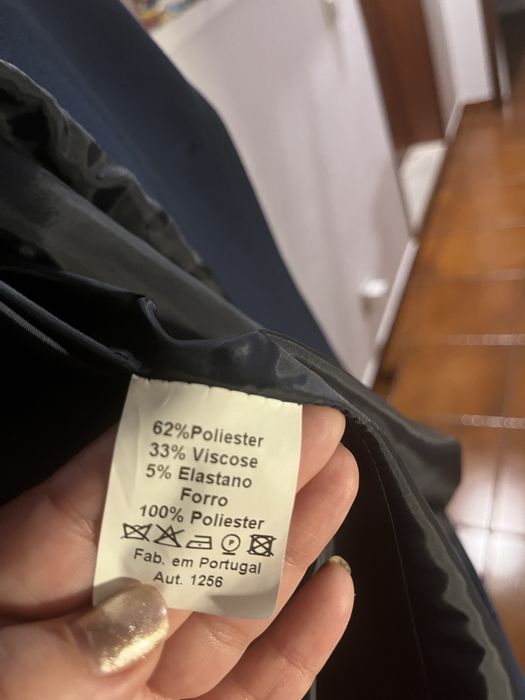 62%Poliester
33% Viscose
5% Elastano
Forro
100% Poliester
P
Fab. em Portugal
Aut. 1256